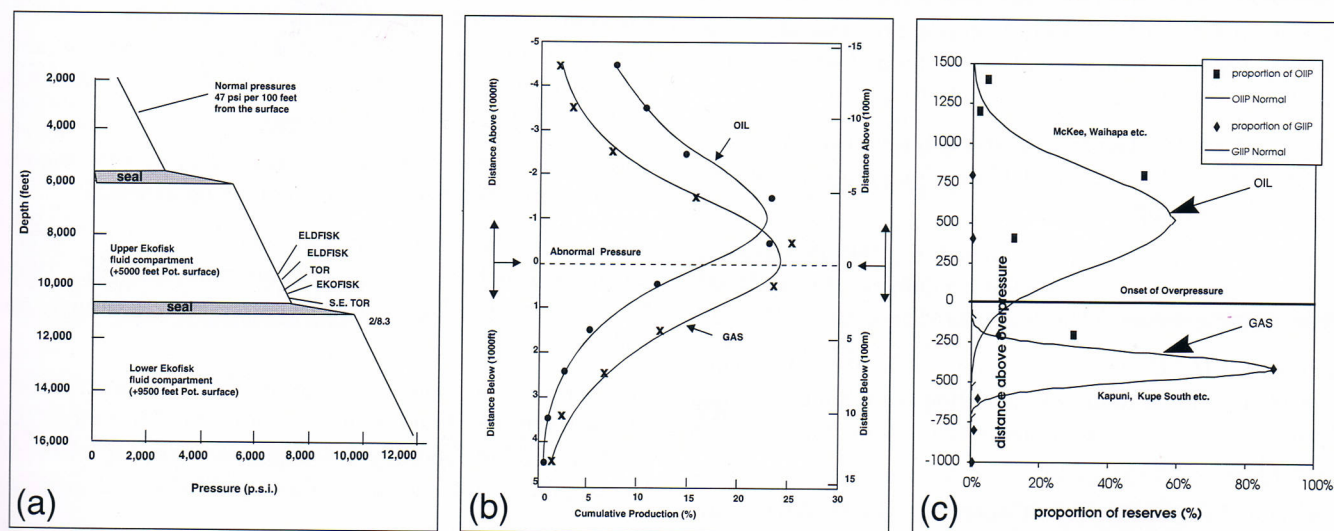 2,000
4,000
6,000
8,000
10,000
12,000
14,000
16,000
Depth (feet)
Normal pressures
47 psi per 100 feet
from the surface
seal
Upper Ekofisk
fluid compartment
(+5000 feet Pot. surface)
ELDFISK
ELDFISK
TOR
EKOFISK
S.E. TOR
seal
2/8.3
Lower Ekofisk
fluid compartment
(+9500 feet Pot. surface)
0
2,000
4,000
6,000
8,000
10,000
12,000
Pressure (p.s.i.)
(a)
Distance Above (1000ft)
Distance Below (1000ft)
-5
-4
-3
-2
-1
0
1
2
3
4
5
OIL
Abnormal Pressure
GAS
-15
-10
-5
0
5
10
15
Distance Above (100m)
Distance Below (100m)
0
5
10
15
20
25
30
Cumulative Production (%)
(b)
1500
1250
1000
750
500
250
0
-250
-500
-750
-1000
distance above overpressure
proportion of OIIP
OIIP Normal
proportion of GIIP
GIIP Normal
McKee, Waihapa etc.
OIL
Onset of Overpressure
GAS
Kapuni, Kupe South etc.
0%
20%
40%
60%
80%
100%
proportion of reserves (%)
(c)